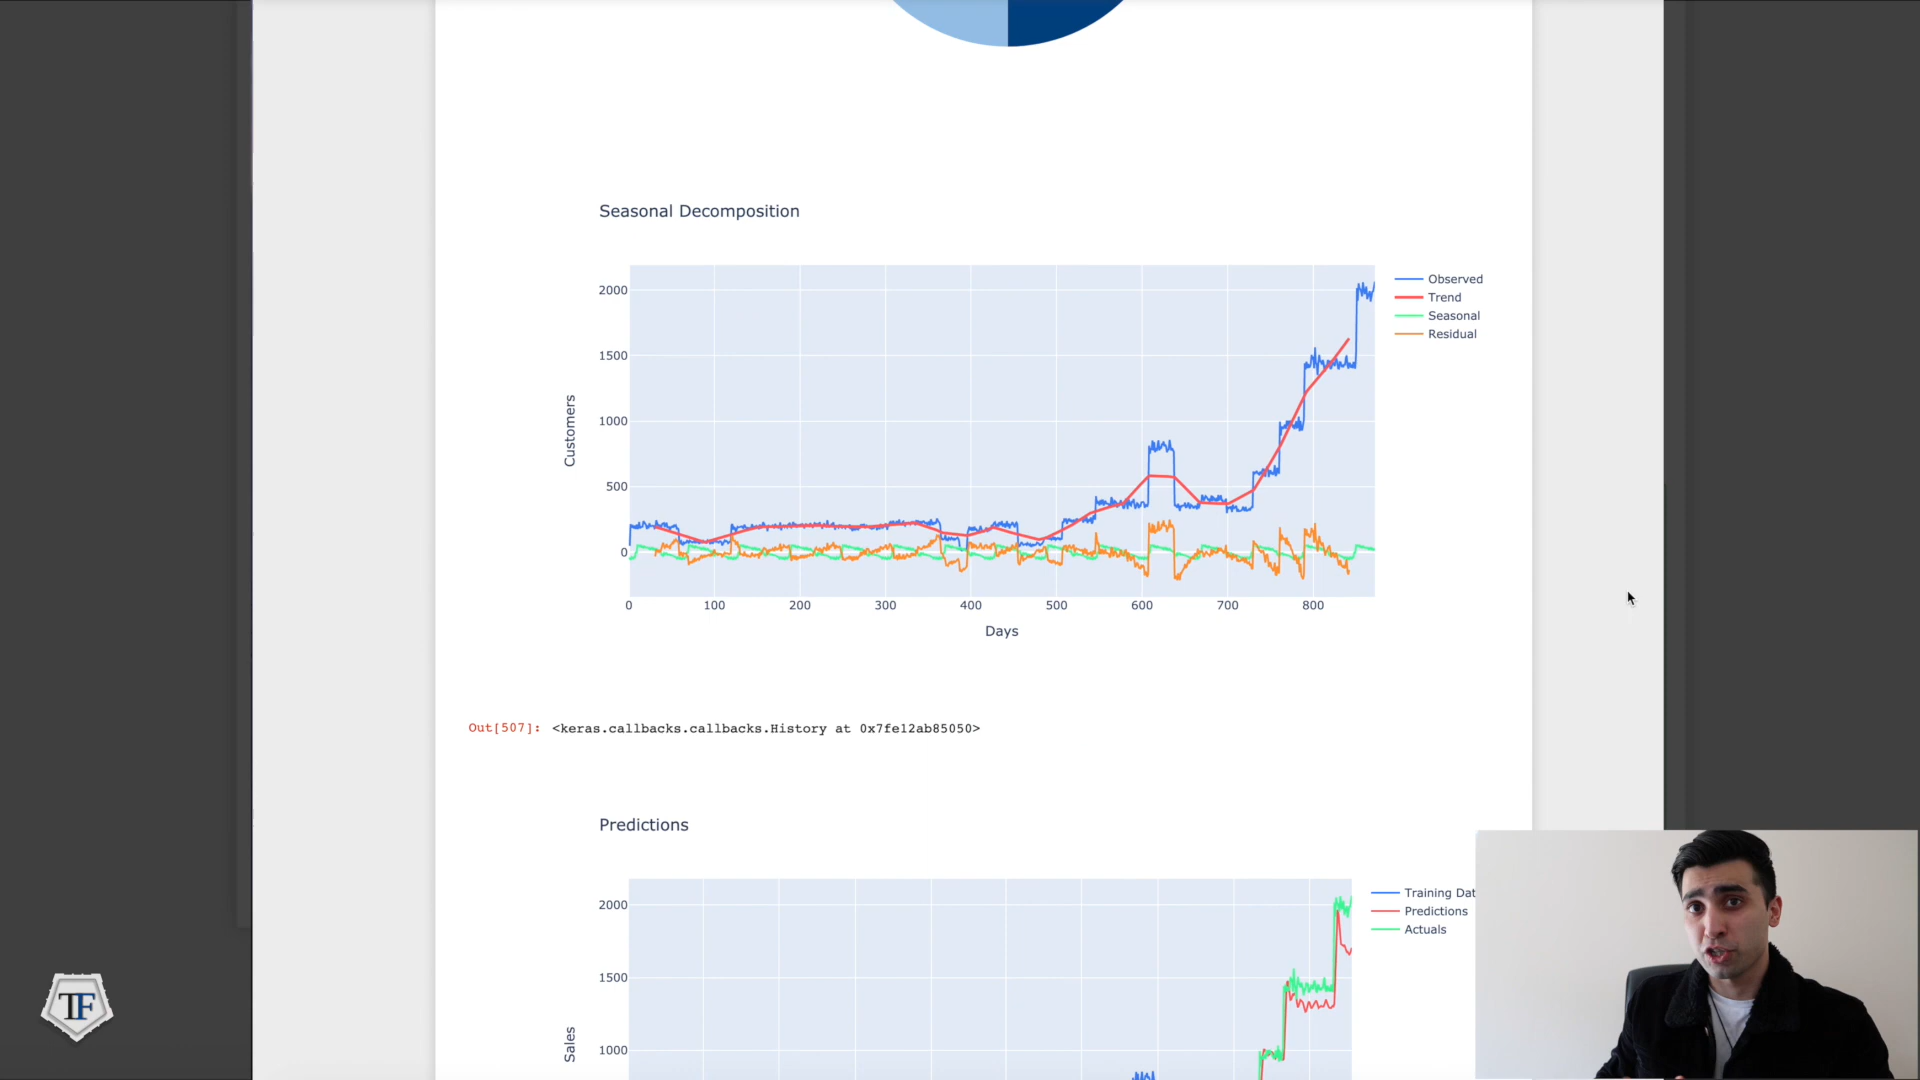 Seasonal Decomposition
2000
1500
1000
500
0
Customers
0 100 200 300 400 500 600 700 800
Days
Observed
Trend
Seasonal
Residual
Out[507]: <keras.callbacks.callbacks.History at 0x7fe12ab85050>
Predictions
2000
1500
1000
Sales
Training Dat
Predictions
Actuals
TF